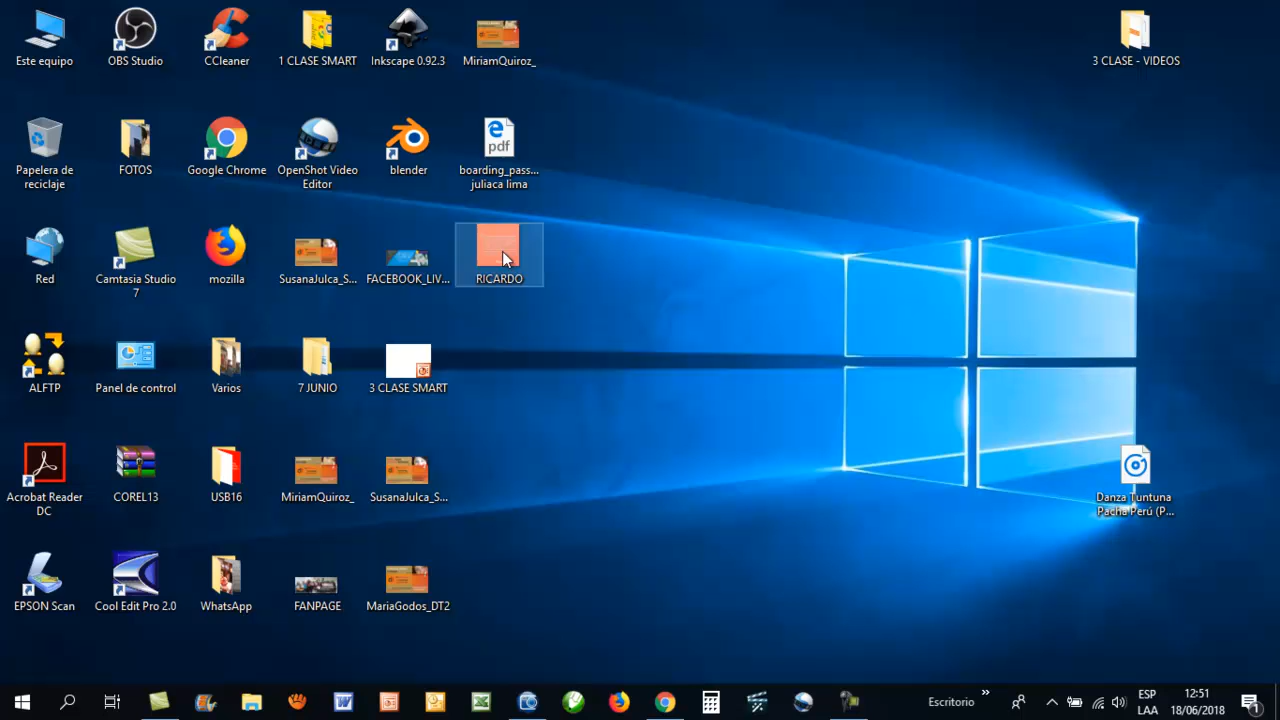 Este equipo
OBS Studio
CCleaner
1 CLASE SMART
Inkscape 0.92.3
MiriamQuiroz_
3 CLASE - VIDEOS
Papelera de
reciclaje
FOTOS
Google Chrome
OpenShot Video
Editor
blender
pdf
boarding_pass...
juliaca lima
Red
Camtasia Studio
7
mozilla
SusanaJulca_S...
FACEBOOK_LIV...
RICARDO
ALFTP
Panel de control
Varios
7 JUNIO
3 CLASE SMART
Acrobat Reader
DC
COREL13
USB16
MiriamQuiroz_
SusanaJulca_S...
Danza Tuntuna
Pacha Perú (P...
EPSON Scan
Cool Edit Pro 2.0
WhatsApp
FANPAGE
MariaGodos_DT2
Escritorio
ESP
LAA
12:51
18/06/2018
1